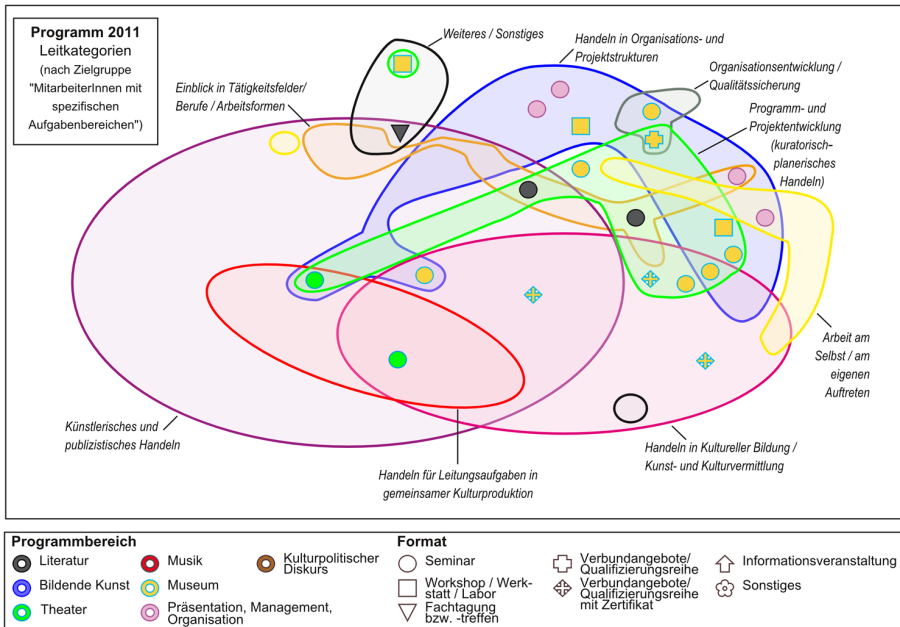 Programm 2011
Leitkategorien
(nach Zielgruppe
"MitarbeiterInnen mit
spezifischen
Aufgabenbereichen")
Weiteres / Sonstiges
Handeln in Organisations- und
Projektstrukturen
Organisationsentwicklung /
Qualitätssicherung
Einblick in Tätigkeitsfelder/
Berufe / Arbeitsformen
Programm- und
Projektentwicklung
(kuratorisch-
planerisches
Handeln)
Arbeit am
Selbst / am
eigenen
Auftreten
Künstlerisches und
publizistisches Handeln
Handeln für Leitungsaufgaben in
gemeinsamer Kulturproduktion
Handeln in Kultureller Bildung /
Kunst- und Kulturvermittlung
Programmbereich
Literatur
Bildende Kunst
Theater
Musik
Museum
Präsentation, Management,
Organisation
Kulturpolitischer
Diskurs
Format
Seminar
Workshop / Werk-
statt / Labor
Fachtagung
bzw. -treffen
Verbundangebote/
Qualifizierungsreihe
Verbundangebote/
Qualifizierungsreihe
mit Zertifikat
Informationsveranstaltung
Sonstiges